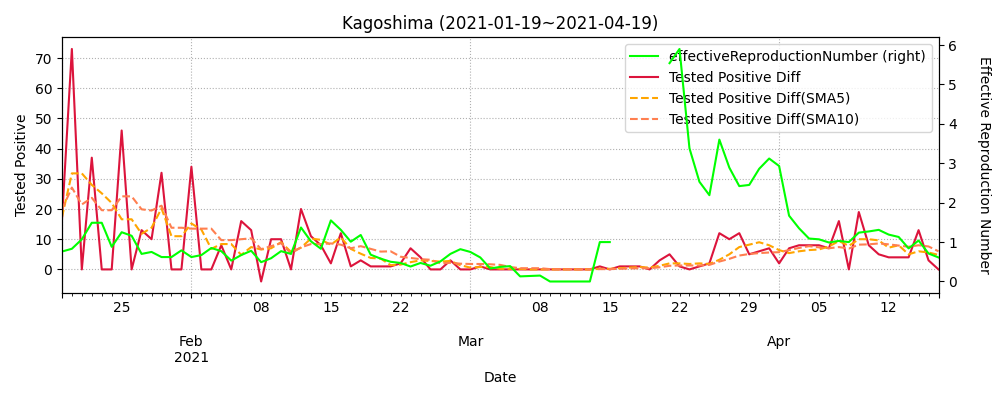 Kagoshima (2021-01-19~2021-04-19)
effectiveReproductionNumber (right)
Tested Positive Diff
Tested Positive Diff(SMA5)
Tested Positive Diff(SMA10)
Tested Positive
70
60
50
40
30
20
10
0
6
5
4
3
2
1
0
Effective Reproduction Number
25 08 15 22 08 15 22 29 05 12
Feb Mar Apr
2021
Date